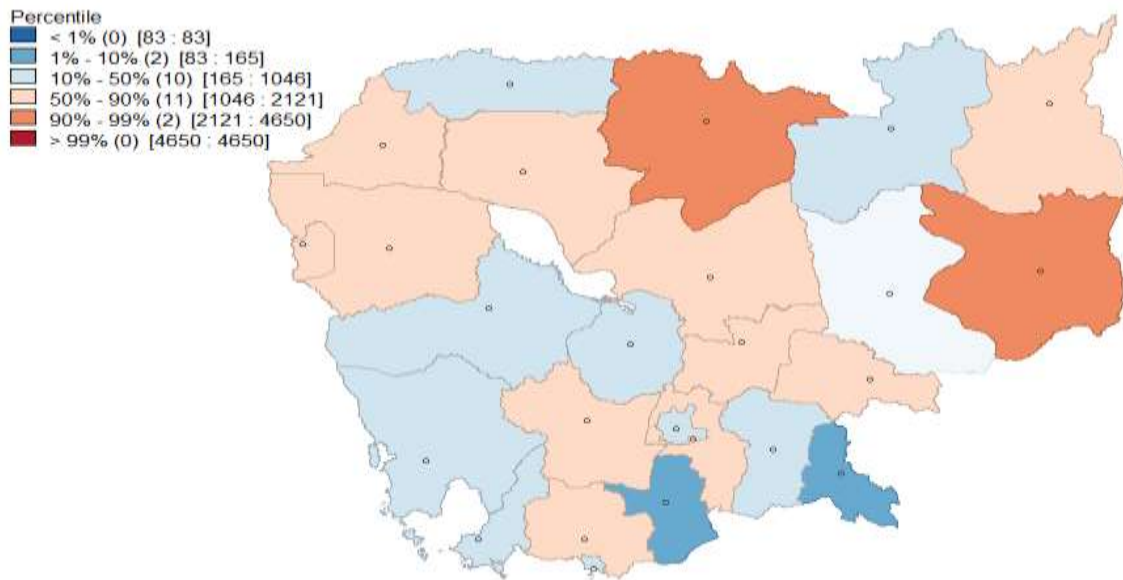 Percentile
< 1% (0) [83 : 83]
1% - 10% (2) [83 : 165]
10% - 50% (10) [165 : 1046]
50% - 90% (11) [1046 : 2121]
90% - 99% (2) [2121 : 4650]
> 99% (0) [4650 : 4650]